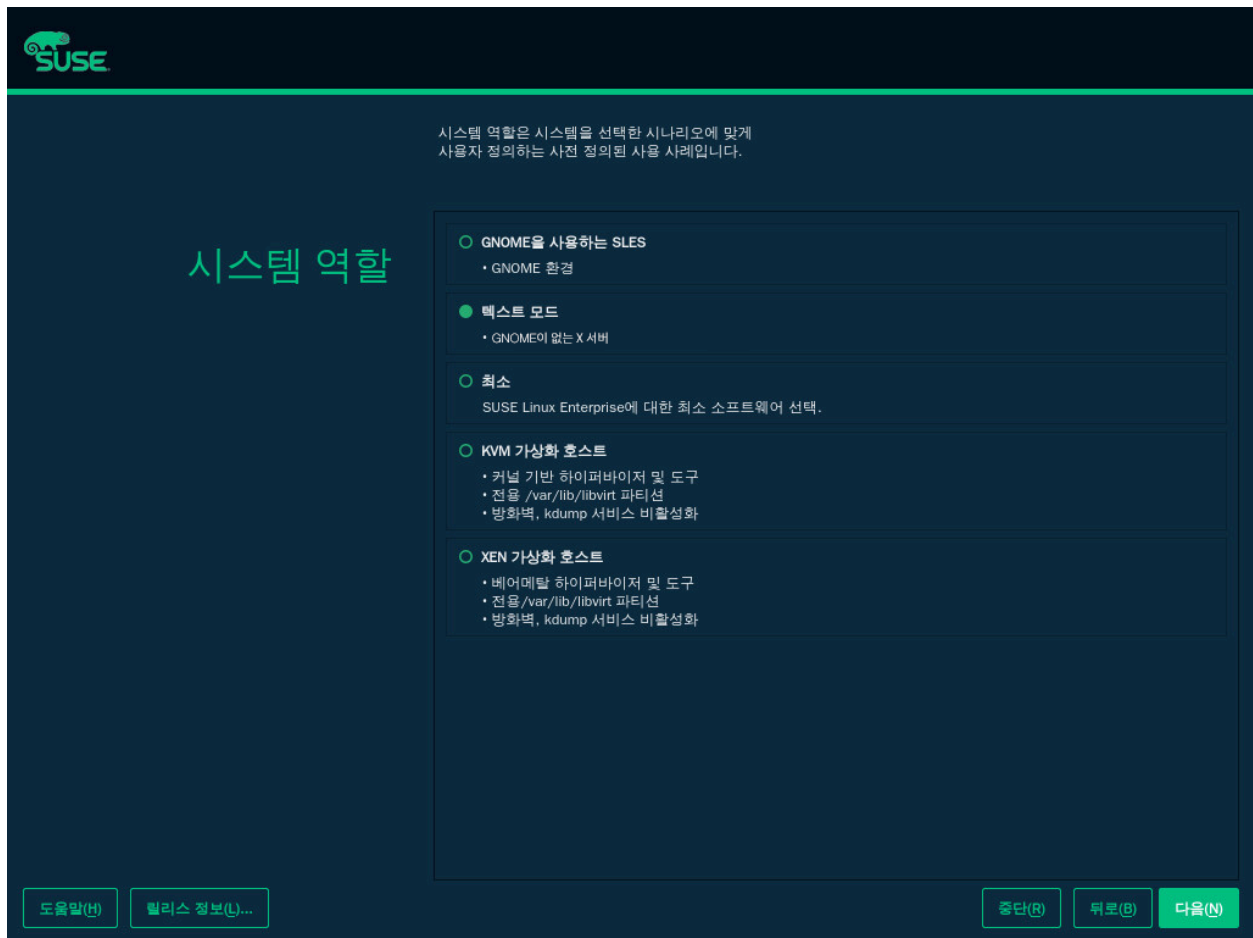 SUSE
시스템 역할은 시스템을 선택한 시나리오에 맞게
사용자 정의하는 사전 정의된 사용 사례입니다.
시스템 역할
GNOME을 사용하는 SLES
• GNOME 환경
텍스트 모드
• GNOME이 없는 X 서버
최소
SUSE Linux Enterprise에 대한 최소 소프트웨어 선택.
KVM 가상화 호스트
• 커널 기반 하이퍼바이저 및 도구
• 전용 /var/lib/libvirt 파티션
• 방화벽, kdump 서비스 비활성화
XEN 가상화 호스트
• 베어메탈 하이퍼바이저 및 도구
• 전용/var/lib/libvirt 파티션
• 방화벽, kdump 서비스 비활성화
도움말(H) 릴리스 정보(L)... 중단(R) 뒤로(B) 다음(N)